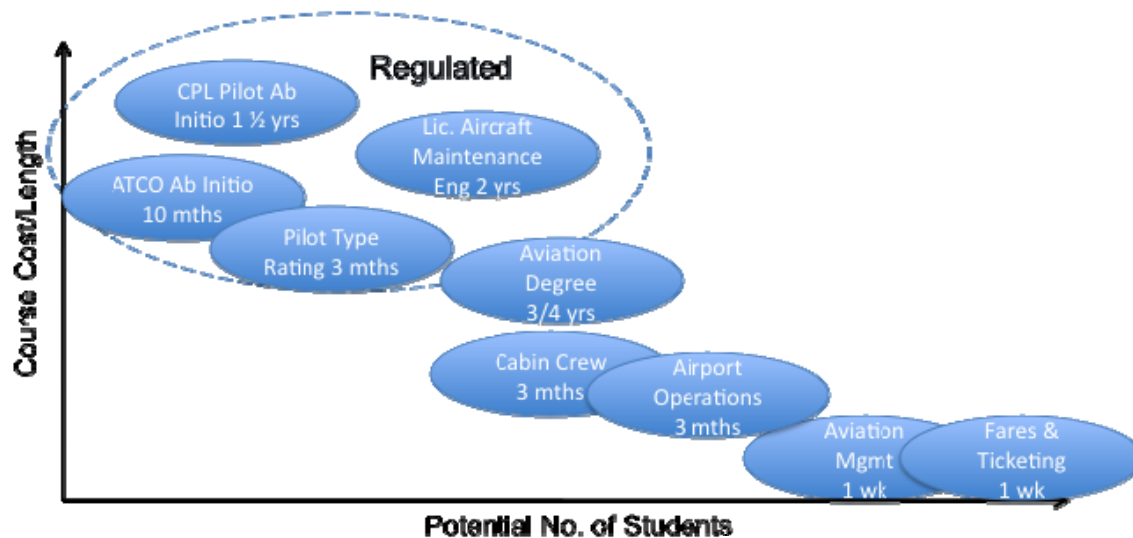 Regulated
CPL Pilot Ab
Initio 1 ½ yrs
Lic. Aircraft
Maintenance
Eng 2 yrs
ATCO Ab Initio
10 mths
Pilot Type
Rating 3 mths
Aviation
Degree
3/4 yrs
Cabin Crew
3 mths
Airport
Operations
3 mths
Aviation
Mgmt
1 wk
Fares &
Ticketing
1 wk
Course Cost/Length
Potential No. of Students